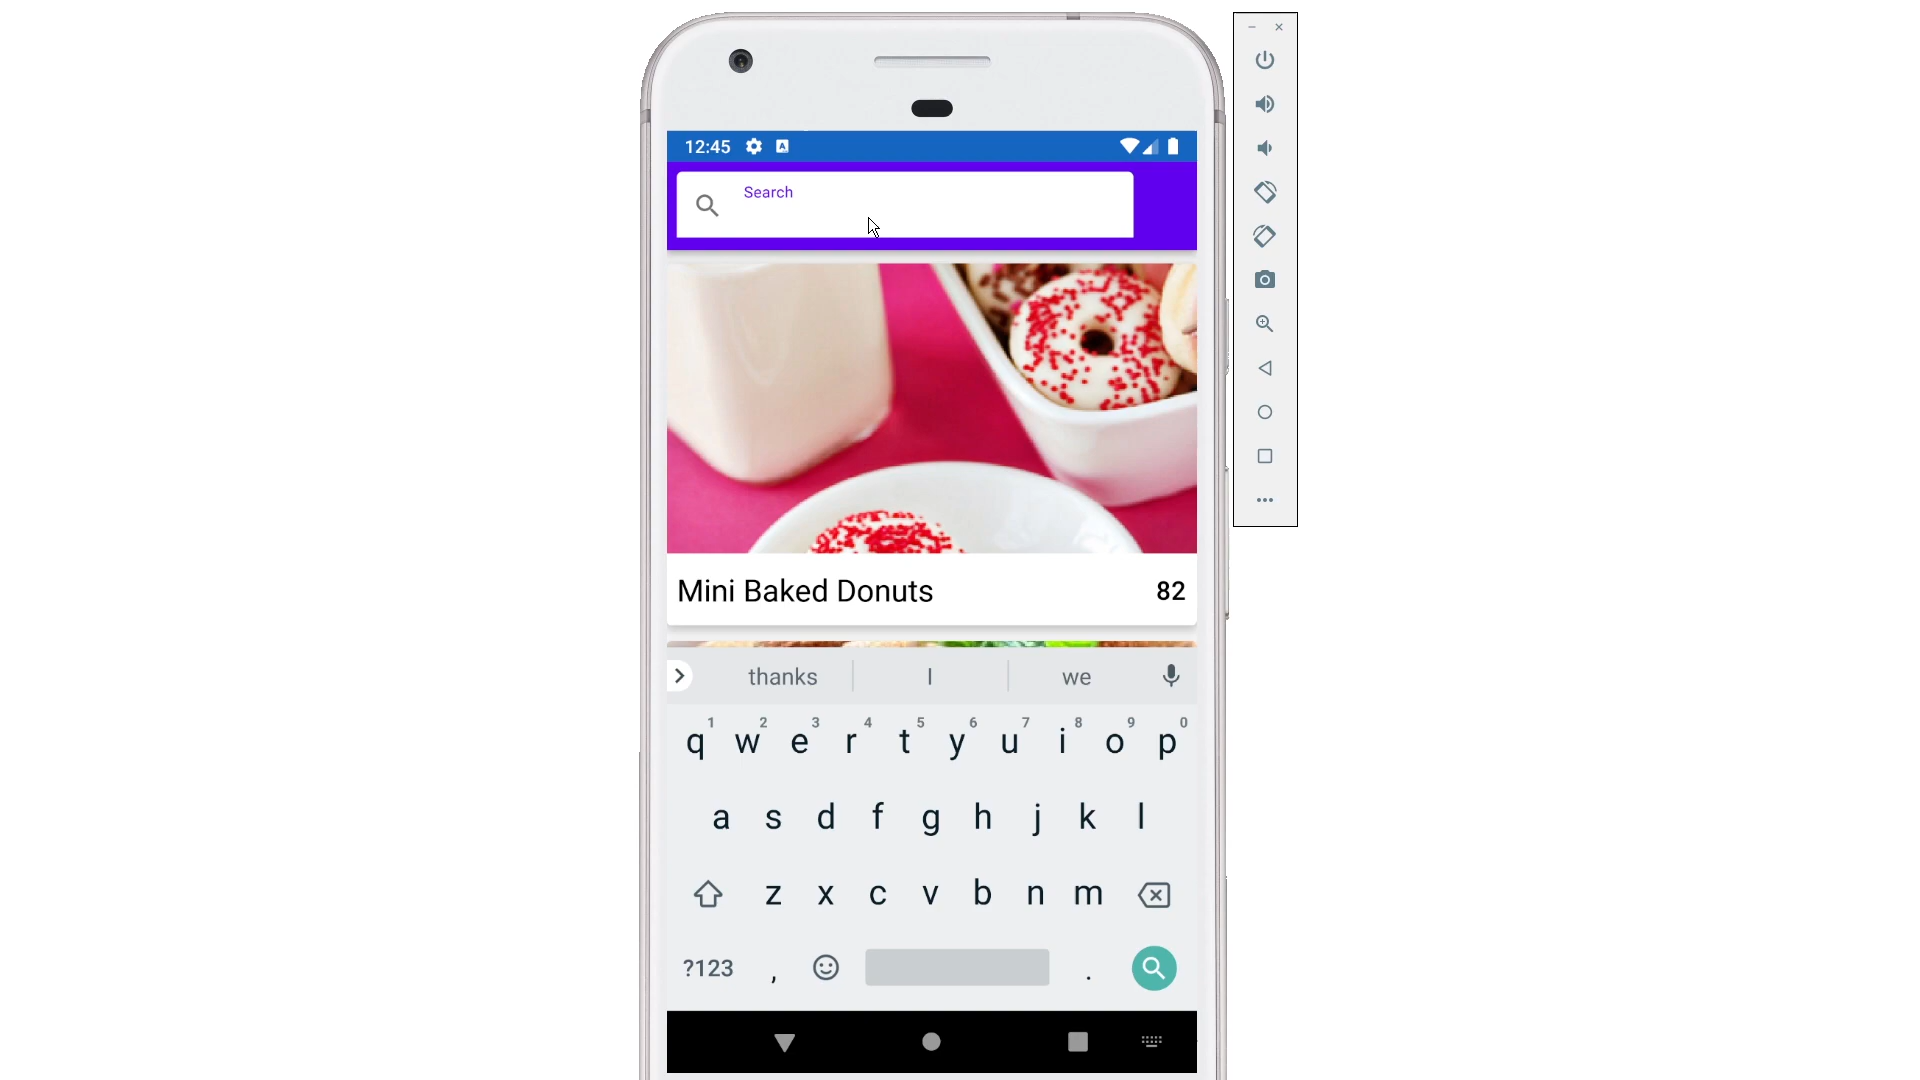 12:45 A
Search
Mini Baked Donuts 82
thanks I we
1 2 3 4 5 6 7 8 9 0
q w e r t y u i o p
a s d f g h j k l
z x c v b n m
?123 , .